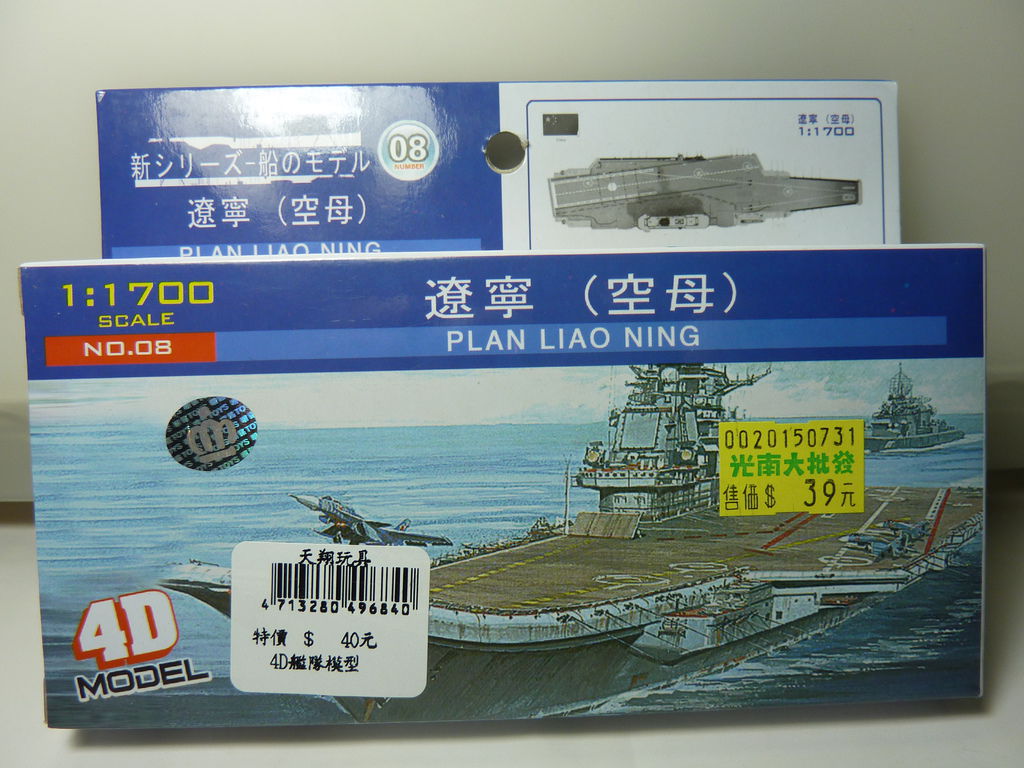 新シリーズ-船のモデル
08
NUMBER
遼寧（空母）
PLAN LIAO NING
遼寧（空母）
1:1700
1:1700
SCALE
NO.08
遼寧（空母）
PLAN LIAO NING
0020150731
光南大批發
售価$ 39元
天翔玩具
4 713280 496840
特價 $ 40元
4D艦隊模型
4D
MODEL